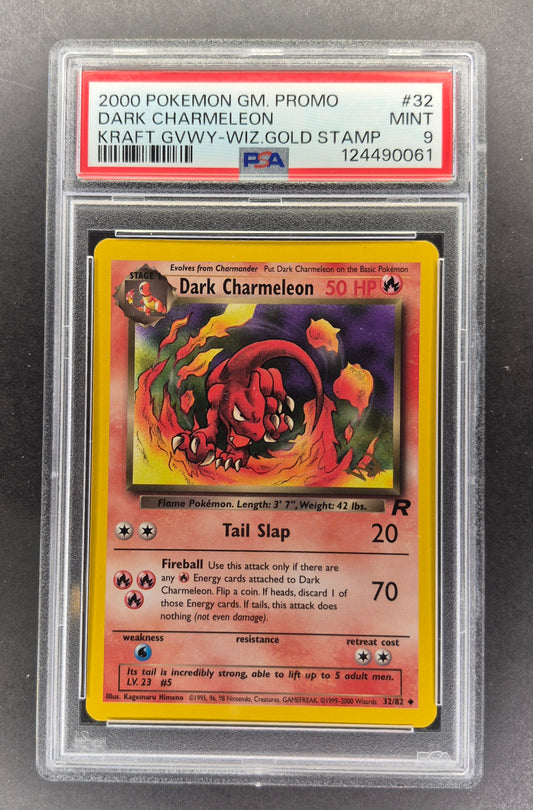 2000 POKEMON GM. PROMO #32
DARK CHARMELEON MINT
KRAFT GVWY-WIZ.GOLD STAMP 9
PSA 124490061
Evolves from Charmander Put Dark Charmeleon on the Basic Pokémon
STAGE 
Dark Charmeleon 50 HP
Flame Pokémon. Length: 3' 7", Weight: 42 lbs.
R
Tail Slap 20
Fireball Use this attack only if there are
any Energy cards attached to Dark
Charmeleon. Flip a coin. If heads, discard 1 of
those Energy cards. If tails, this attack does
nothing (not even damage).
70
weakness resistance retreat cost
Its tail is incredibly strong, able to lift up to 5 adult men.
LV. 23 #5
Illus. Kagemaru Himeno ©1995, 96, 98 Nintendo, Creatures, GAMEFREAK. ©1999-2000 Wizards. 32/82